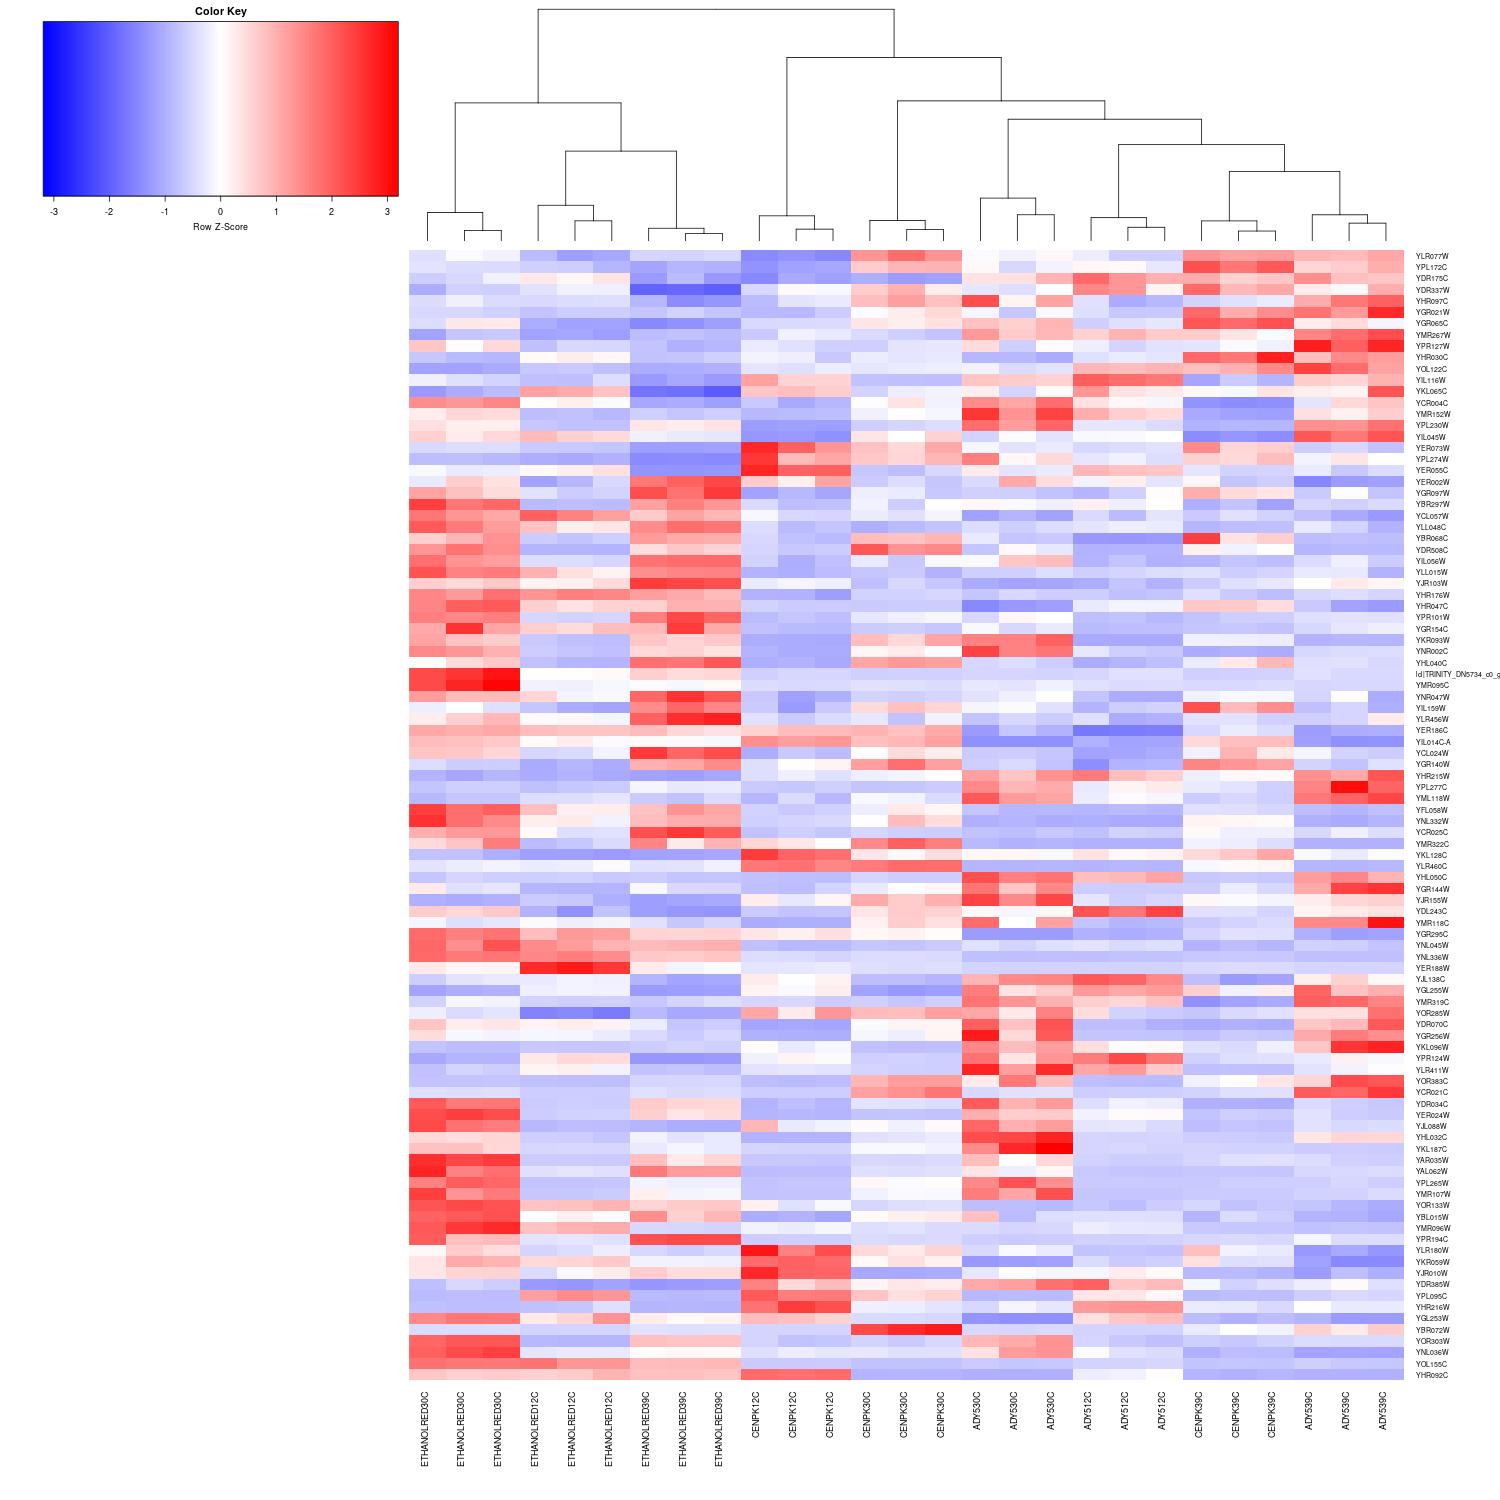 Color Key
-3 -2 -1 0 1 2 3
Row Z-Score
YLR077W
YPL172C
YDR175C
YDR337W
YHR097C
YGR021W
YGR065C
YMR267W
YPR127W
YHR030C
YOL122C
YIL116W
YKL065C
YCR004C
YMR152W
YPL230W
YIL045W
YER073W
YPL274W
YER055C
YER002W
YGR097W
YBR297W
YCL057W
YLL048C
YBR068C
YDR508C
YIL056W
YLL015W
YJR103W
YHR176W
YHR047C
YPR101W
YGR154C
YKR093W
YNR002C
YHL040C
ld|TRINITY_DN5734_c0_g
YMR095C
YNR047W
YIL159W
YLR456W
YER186C
YIL014C-A
YCL024W
YGR140W
YHR215W
YPL277C
YML118W
YFL058W
YNL332W
YCR025C
YMR322C
YKL128C
YLR460C
YHL050C
YGR144W
YJR155W
YDL243C
YMR118C
YGR295C
YNL045W
YNL336W
YER188W
YJL138C
YGL255W
YMR319C
YOR285W
YDR070C
YGR256W
YKL096W
YPR124W
YLR411W
YOR383C
YCR021C
YDR034C
YER024W
YJL088W
YHL032C
YKL187C
YAR035W
YAL062W
YPL265W
YMR107W
YOR133W
YBL015W
YMR096W
YPR194C
YLR180W
YKR059W
YJR010W
YDR385W
YPL095C
YHR216W
YGL253W
YBR072W
YOR303W
YNL036W
YOL155C
YHR092C
ETHANOLRED30C
ETHANOLRED30C
ETHANOLRED30C
ETHANOLRED12C
ETHANOLRED12C
ETHANOLRED12C
ETHANOLRED39C
ETHANOLRED39C
ETHANOLRED39C
CENPK12C
CENPK12C
CENPK12C
CENPK30C
CENPK30C
CENPK30C
ADY530C
ADY530C
ADY530C
ADY512C
ADY512C
ADY512C
CENPK39C
CENPK39C
CENPK39C
ADY539C
ADY539C
ADY539C